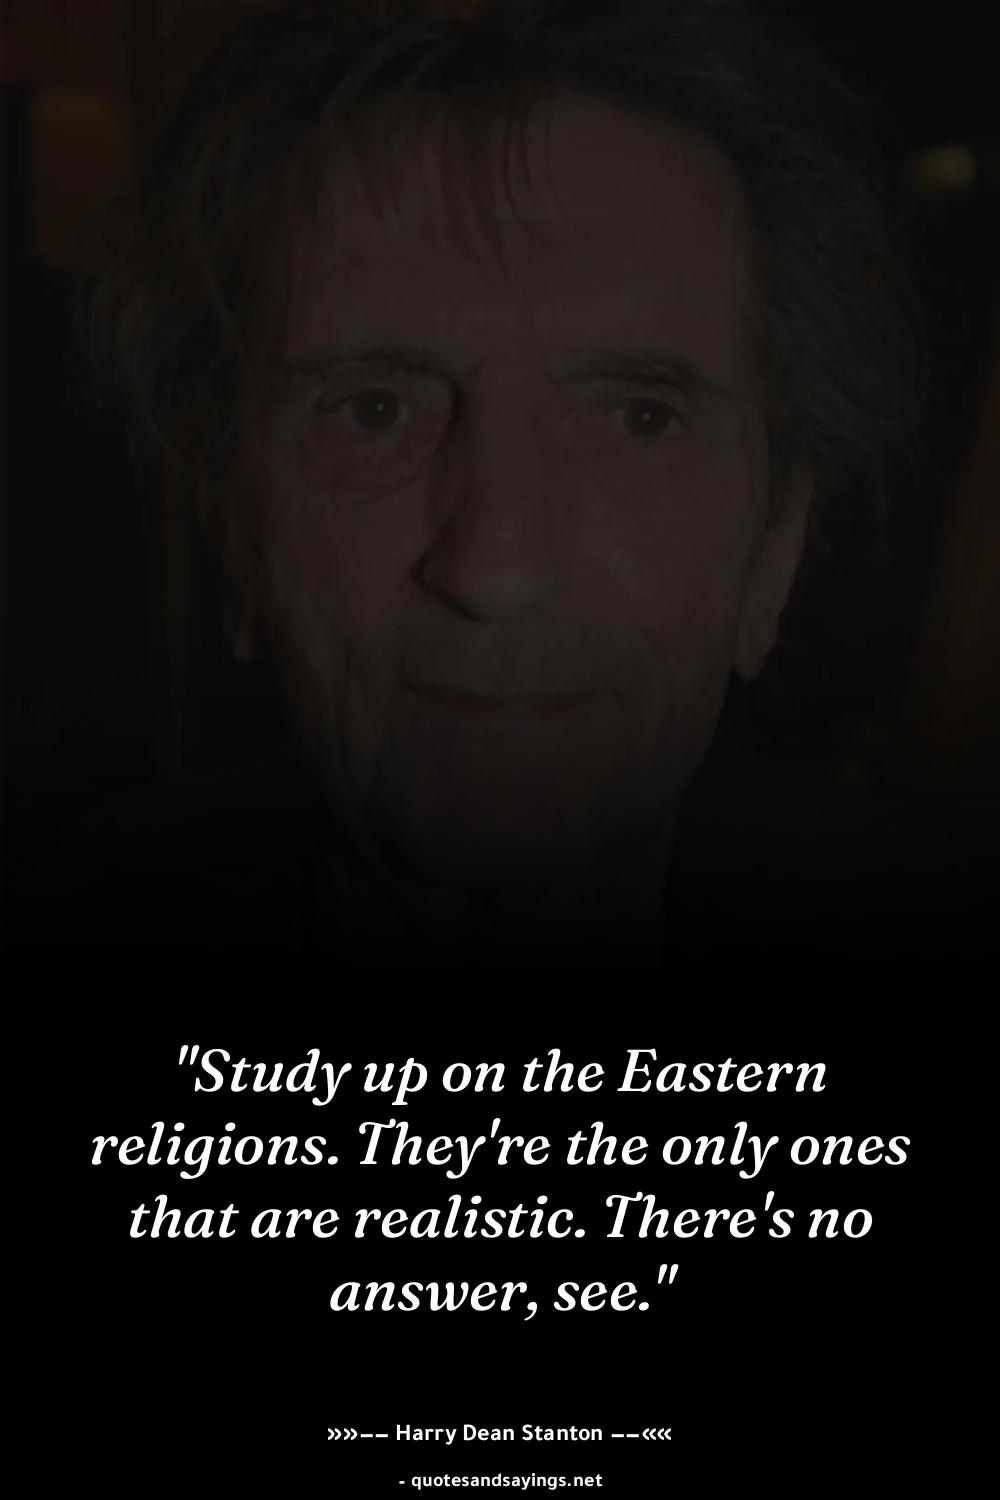 "Study up on the Eastern
religions. They're the only ones
that are realistic. There's no
answer, see."
»»–– Harry Dean Stanton ––««
- quotesandsayings.net